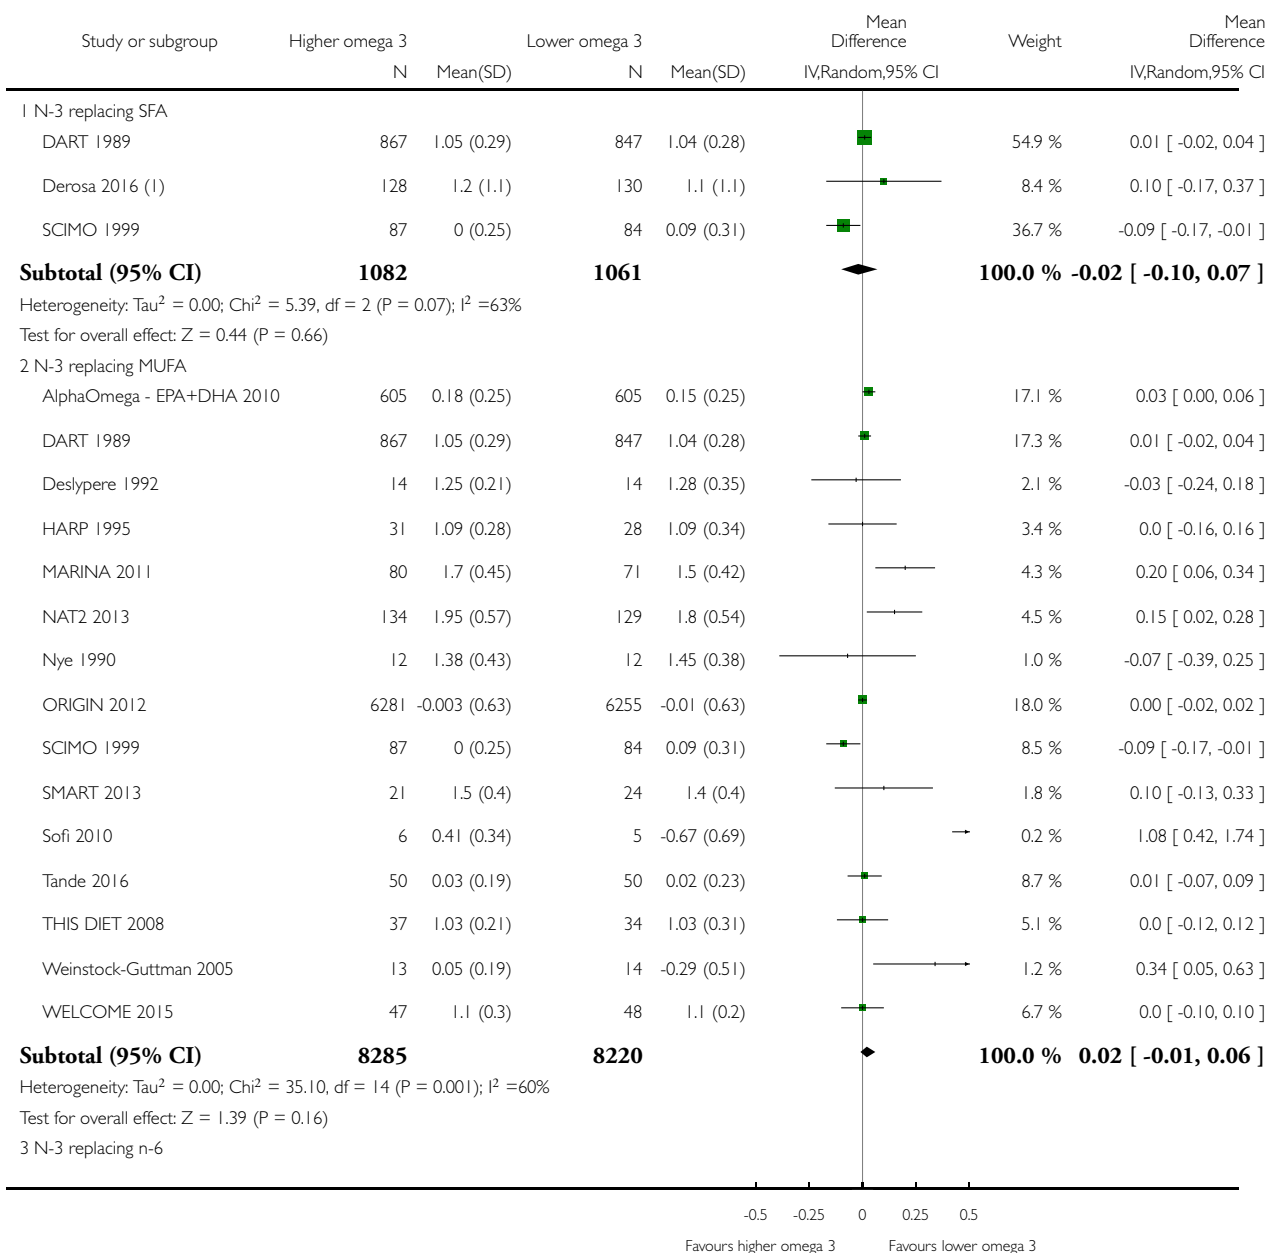 Study or subgroup Higher omega 3 Lower omega 3 Mean Difference Weight Mean Difference
N Mean(SD) N Mean(SD) IV,Random,95% CI IV,Random,95% CI
1 N-3 replacing SFA
DART 1989 867 1.05 (0.29) 847 1.04 (0.28) 54.9 % 0.01 [ -0.02, 0.04 ]
Derosa 2016 (1) 128 1.2 (1.1) 130 1.1 (1.1) 8.4 % 0.10 [ -0.17, 0.37 ]
SCIMO 1999 87 0 (0.25) 84 0.09 (0.31) 36.7 % -0.09 [ -0.17, -0.01 ]
Subtotal (95% CI) 1082 1061 100.0 % -0.02 [ -0.10, 0.07 ]
Heterogeneity: Tau² = 0.00; Chi² = 5.39, df = 2 (P = 0.07); I² =63%
Test for overall effect: Z = 0.44 (P = 0.66)
2 N-3 replacing MUFA
AlphaOmega - EPA+DHA 2010 605 0.18 (0.25) 605 0.15 (0.25) 17.1 % 0.03 [ 0.00, 0.06 ]
DART 1989 867 1.05 (0.29) 847 1.04 (0.28) 17.3 % 0.01 [ -0.02, 0.04 ]
Deslypere 1992 14 1.25 (0.21) 14 1.28 (0.35) 2.1 % -0.03 [ -0.24, 0.18 ]
HARP 1995 31 1.09 (0.28) 28 1.09 (0.34) 3.4 % 0.0 [ -0.16, 0.16 ]
MARINA 2011 80 1.7 (0.45) 71 1.5 (0.42) 4.3 % 0.20 [ 0.06, 0.34 ]
NAT2 2013 134 1.95 (0.57) 129 1.8 (0.54) 4.5 % 0.15 [ 0.02, 0.28 ]
Nye 1990 12 1.38 (0.43) 12 1.45 (0.38) 1.0 % -0.07 [ -0.39, 0.25 ]
ORIGIN 2012 6281 -0.003 (0.63) 6255 -0.01 (0.63) 18.0 % 0.00 [ -0.02, 0.02 ]
SCIMO 1999 87 0 (0.25) 84 0.09 (0.31) 8.5 % -0.09 [ -0.17, -0.01 ]
SMART 2013 21 1.5 (0.4) 24 1.4 (0.4) 1.8 % 0.10 [ -0.13, 0.33 ]
Sofi 2010 6 0.41 (0.34) 5 -0.67 (0.69) 0.2 % 1.08 [ 0.42, 1.74 ]
Tande 2016 50 0.03 (0.19) 50 0.02 (0.23) 8.7 % 0.01 [ -0.07, 0.09 ]
THIS DIET 2008 37 1.03 (0.21) 34 1.03 (0.31) 5.1 % 0.0 [ -0.12, 0.12 ]
Weinstock-Guttman 2005 13 0.05 (0.19) 14 -0.29 (0.51) 1.2 % 0.34 [ 0.05, 0.63 ]
WELCOME 2015 47 1.1 (0.3) 48 1.1 (0.2) 6.7 % 0.0 [ -0.10, 0.10 ]
Subtotal (95% CI) 8285 8220 100.0 % 0.02 [ -0.01, 0.06 ]
Heterogeneity: Tau² = 0.00; Chi² = 35.10, df = 14 (P = 0.001); I² =60%
Test for overall effect: Z = 1.39 (P = 0.16)
3 N-3 replacing n-6
-0.5 -0.25 0 0.25 0.5
Favours higher omega 3 Favours lower omega 3